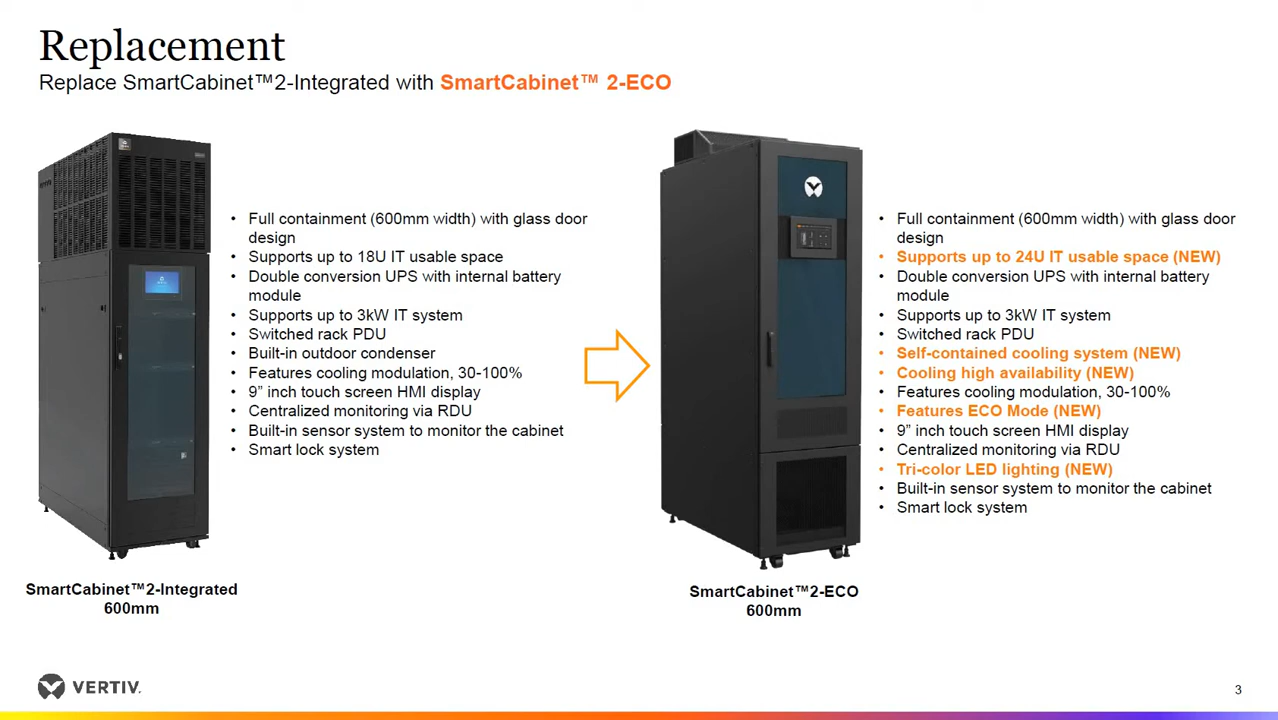 Replacement
Replace SmartCabinet™2-Integrated with SmartCabinet™ 2-ECO
• Full containment (600mm width) with glass door
design
• Supports up to 18U IT usable space
• Double conversion UPS with internal battery
module
• Supports up to 3kW IT system
• Switched rack PDU
• Built-in outdoor condenser
• Features cooling modulation, 30-100%
• 9” inch touch screen HMI display
• Centralized monitoring via RDU
• Built-in sensor system to monitor the cabinet
• Smart lock system
SmartCabinet™2-Integrated
600mm
• Full containment (600mm width) with glass door
design
• Supports up to 24U IT usable space (NEW)
• Double conversion UPS with internal battery
module
• Supports up to 3kW IT system
• Switched rack PDU
• Self-contained cooling system (NEW)
• Cooling high availability (NEW)
• Features cooling modulation, 30-100%
• Features ECO Mode (NEW)
• 9” inch touch screen HMI display
• Centralized monitoring via RDU
• Tri-color LED lighting (NEW)
• Built-in sensor system to monitor the cabinet
• Smart lock system
SmartCabinet™2-ECO
600mm
VERTIV.
3